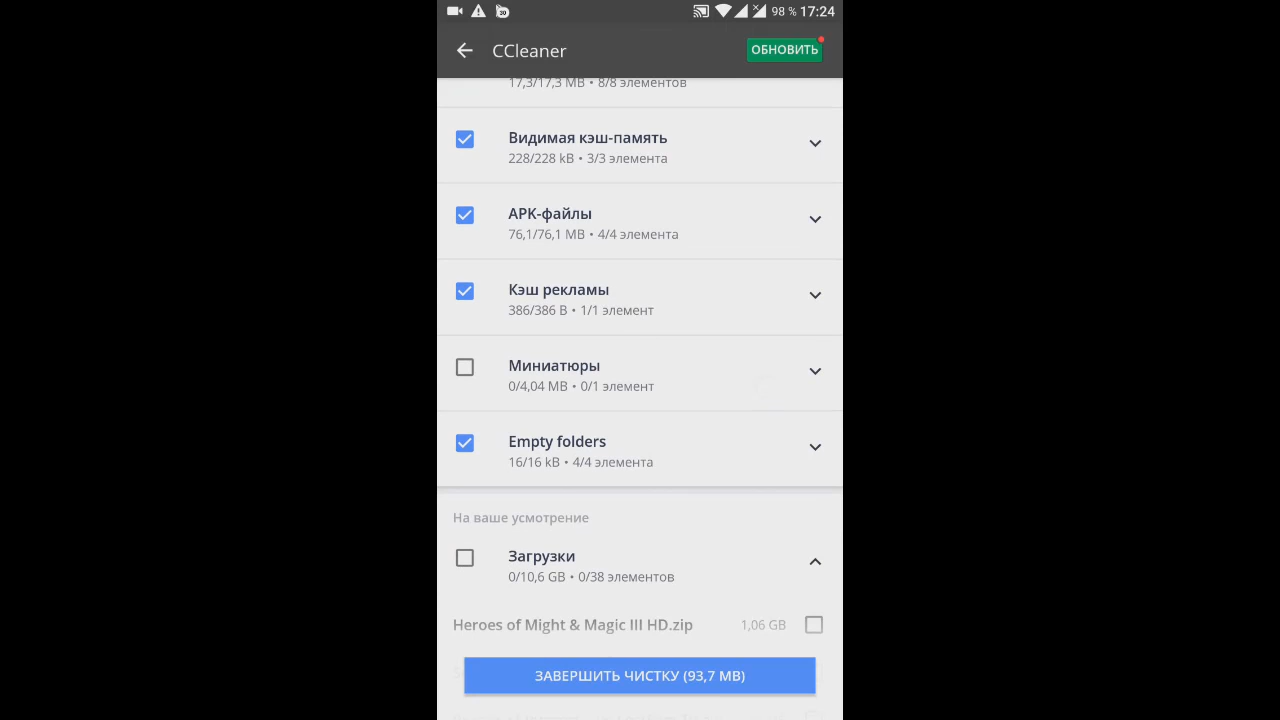 30 98 % 17:24
CCleaner ОБНОВИТЬ
17,3/17,3 MB • 8/8 элементов
Видимая кэш-память
228/228 kB • 3/3 элемента
APK-файлы
76,1/76,1 MB • 4/4 элемента
Кэш рекламы
386/386 B • 1/1 элемент
Миниатюры
0/4,04 MB • 0/1 элемент
Empty folders
16/16 kB • 4/4 элемента
На ваше усмотрение
Загрузки
0/10,6 GB • 0/38 элементов
Heroes of Might & Magic III HD.zip 1,06 GB
ЗАВЕРШИТЬ ЧИСТКУ (93,7 MB)